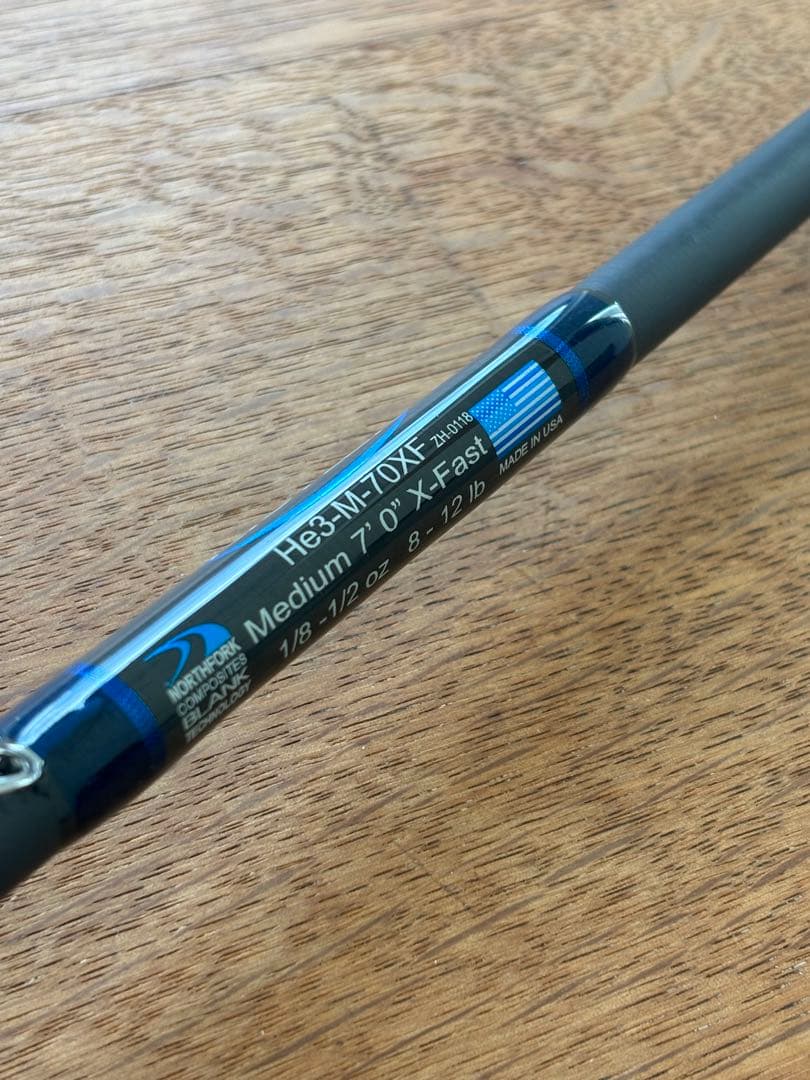 He3-M-70XF ZH-0118
Medium 7' 0" X-Fast
1/8 -1/2 oz 8 - 12 lb
MADE IN USA
NORTHFORK
COMPOSITES
BLANK
TECHNOLOGY